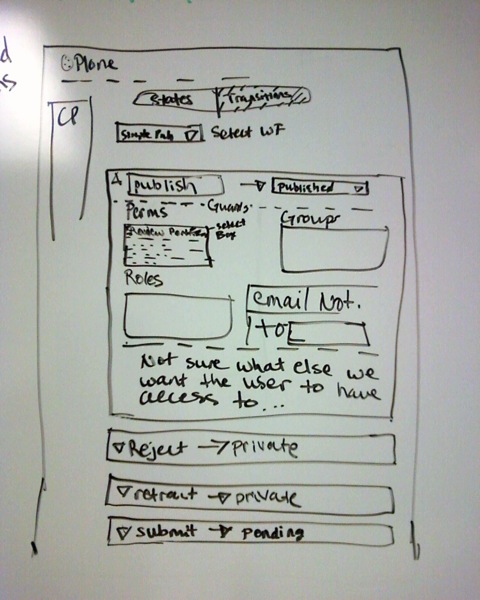 Plone
States Transitions
CP
Simple Pub Select WF
publish → published
Perms Guards Groups
Review Portal select
Box
Roles
email Not.
to
Not sure what else we
want the user to have
access to...
Reject → private
retract → private
submit → pending